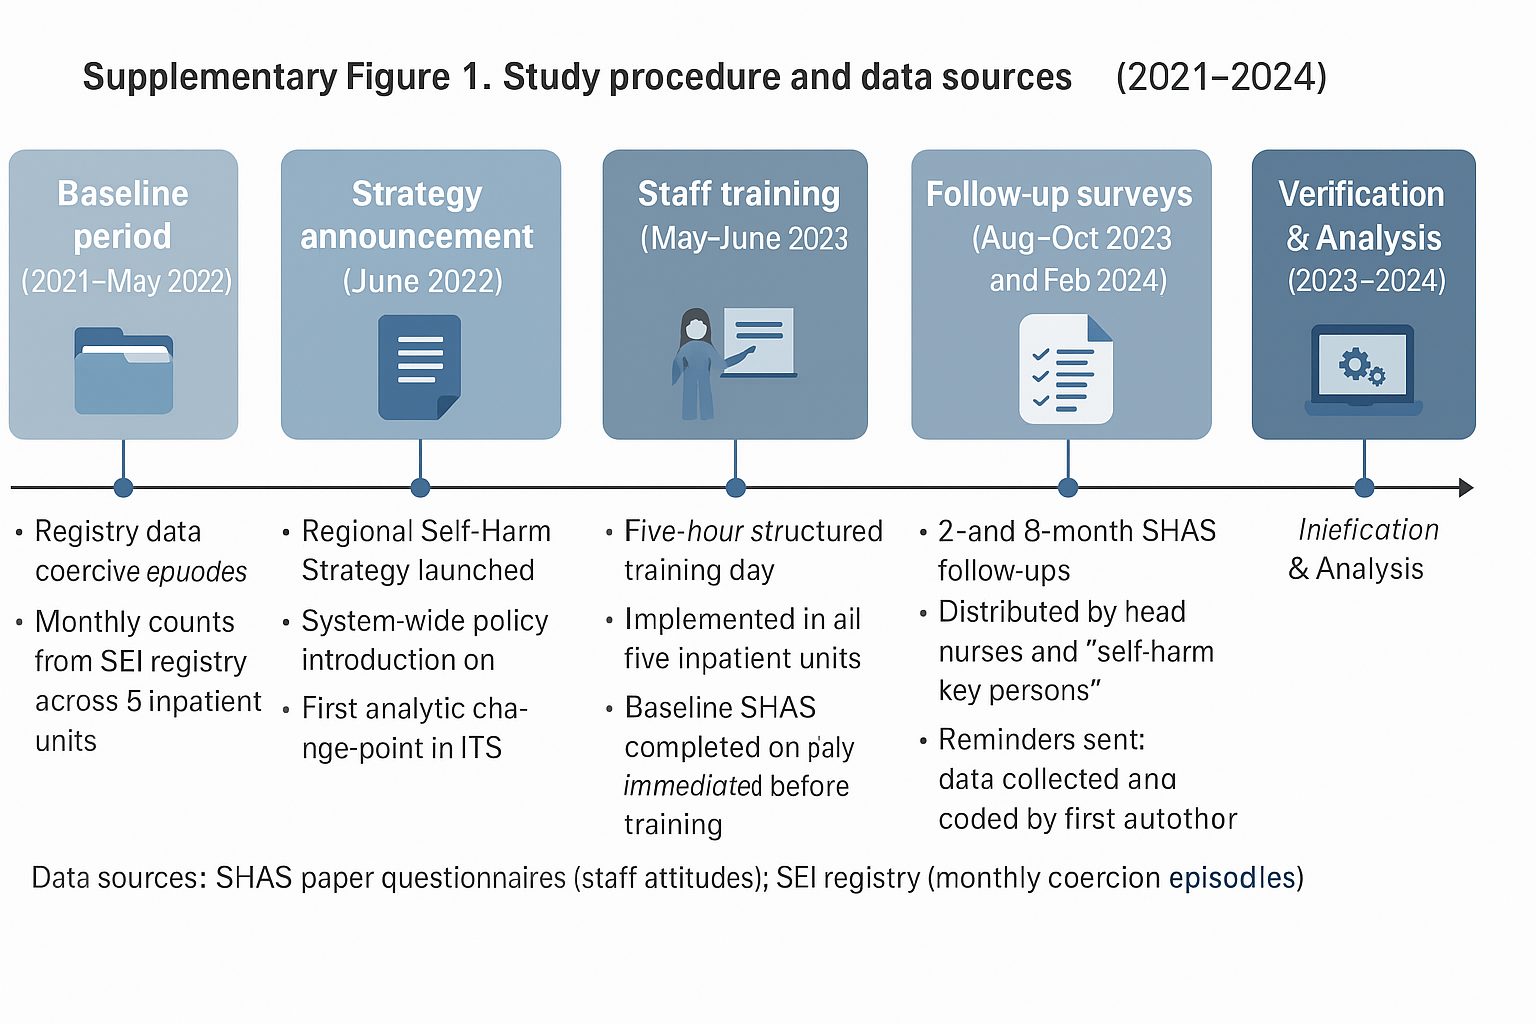 Supplementary Figure 1. Study procedure and data sources (2021–2024)
Baseline
period
(2021–May 2022)
Strategy
announcement
(June 2022)
Staff training
(May–June 2023
Follow-up surveys
(Aug–Oct 2023
and Feb 2024)
Verification
& Analysis
(2023–2024)
• Registry data
coercive epuodes
• Monthly counts
from SEI registry
across 5 inpatient
units
• Regional Self-Harm
Strategy launched
• System-wide policy
introduction on
• First analytic cha-
nge-point in ITS
• Five-hour structured
training day
• Implemented in ail
five inpatient units
• Baseline SHAS
completed on paly
immediated before
training
• 2-and 8-month SHAS
follow-ups
• Distributed by head
nurses and ”self-harm
key persons”
• Reminders sent:
data collected and
coded by first autothor
Iniefication
& Analysis
Data sources: SHAS paper questionnaires (staff attitudes); SEI registry (monthly coercion episodles)